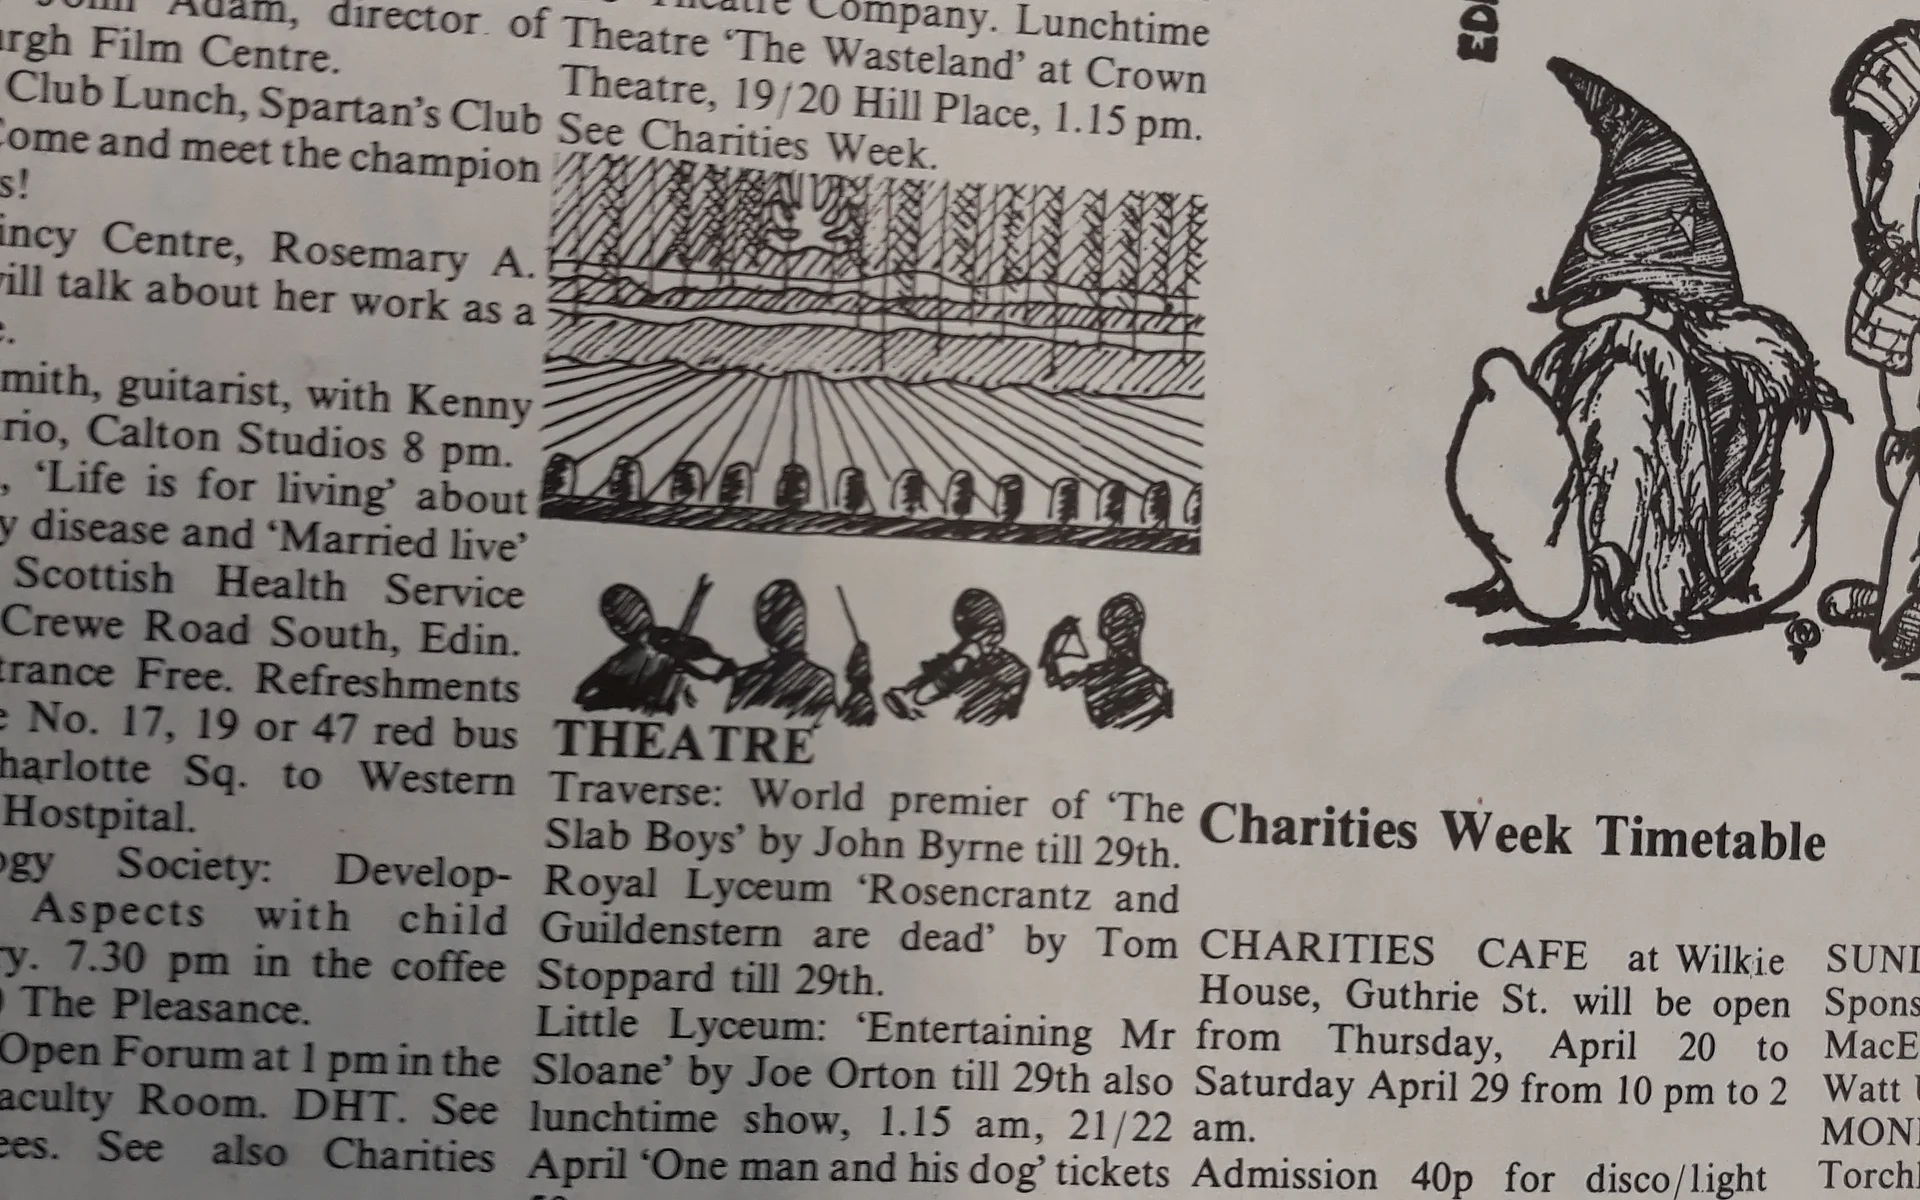 Adam, director of
Film Centre.
Club Lunch, Spartan's Club
ome and meet the champion
s!
ncy Centre, Rosemary A.
ill talk about her work as a
mith, guitarist, with Kenny
rio, Calton Studios 8 pm.
, 'Life is for living' about
y disease and 'Married live'
Scottish Health Service
Crewe Road South, Edin.
trance Free. Refreshments
No. 17, 19 or 47 red bus
harlotte Sq. to Western
Hostpital.
ogy Society: Develop-
Aspects with child
ry. 7.30 pm in the coffee
The Pleasance.
Open Forum at 1 pm in the
aculty Room. DHT. See
ees. See also Charities
Theatre Company. Lunchtime
Theatre 'The Wasteland' at Crown
Theatre, 19/20 Hill Place, 1.15 pm.
See Charities Week.
THEATRE
Traverse: World premier of 'The
Slab Boys' by John Byrne till 29th.
Royal Lyceum 'Rosencrantz and
Guildenstern are dead' by Tom
Stoppard till 29th.
Little Lyceum: 'Entertaining Mr
Sloane' by Joe Orton till 29th also
lunchtime show, 1.15 am, 21/22
April 'One man and his dog' tickets
ED
Charities Week Timetable
CHARITIES CAFE at Wilkie
House, Guthrie St. will be open
from Thursday, April 20 to
Saturday April 29 from 10 pm to 2
am.
Admission 40p for disco/light
SUND
Spons
MacE
Watt
MON
Torchl